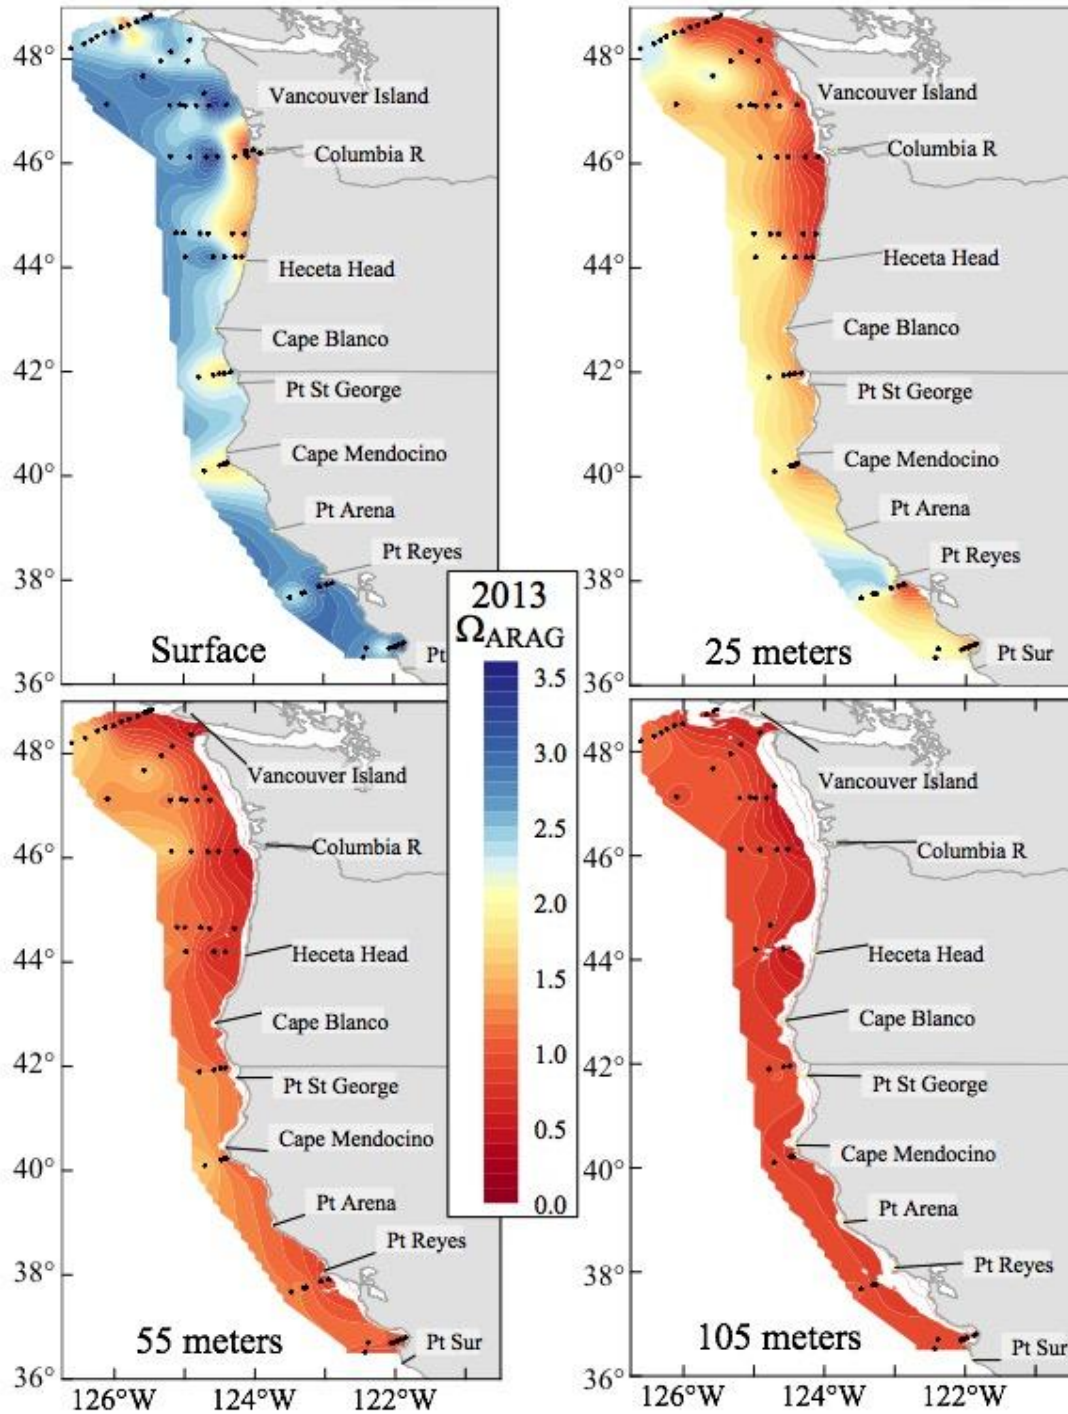 48°
46°
44°
42°
40°
38°
36°
Vancouver Island
Columbia R
Heceta Head
Cape Blanco
Pt St George
Cape Mendocino
Pt Arena
Pt Reyes
Pt
Surface
48°
46°
44°
42°
40°
38°
36°
Vancouver Island
Columbia R
Heceta Head
Cape Blanco
Pt St George
Cape Mendocino
Pt Arena
Pt Reyes
Pt Sur
25 meters
2013
ΩARAG
3.5
3.0
2.5
2.0
1.5
1.0
0.5
0.0
48°
46°
44°
42°
40°
38°
36°
Vancouver Island
Columbia R
Heceta Head
Cape Blanco
Pt St George
Cape Mendocino
Pt Arena
Pt Reyes
Pt Sur
55 meters
126°W 124°W 122°W
48°
46°
44°
42°
40°
38°
36°
Vancouver Island
Columbia R
Heceta Head
Cape Blanco
Pt St George
Cape Mendocino
Pt Arena
Pt Reyes
Pt Sur
105 meters
126°W 124°W 122°W